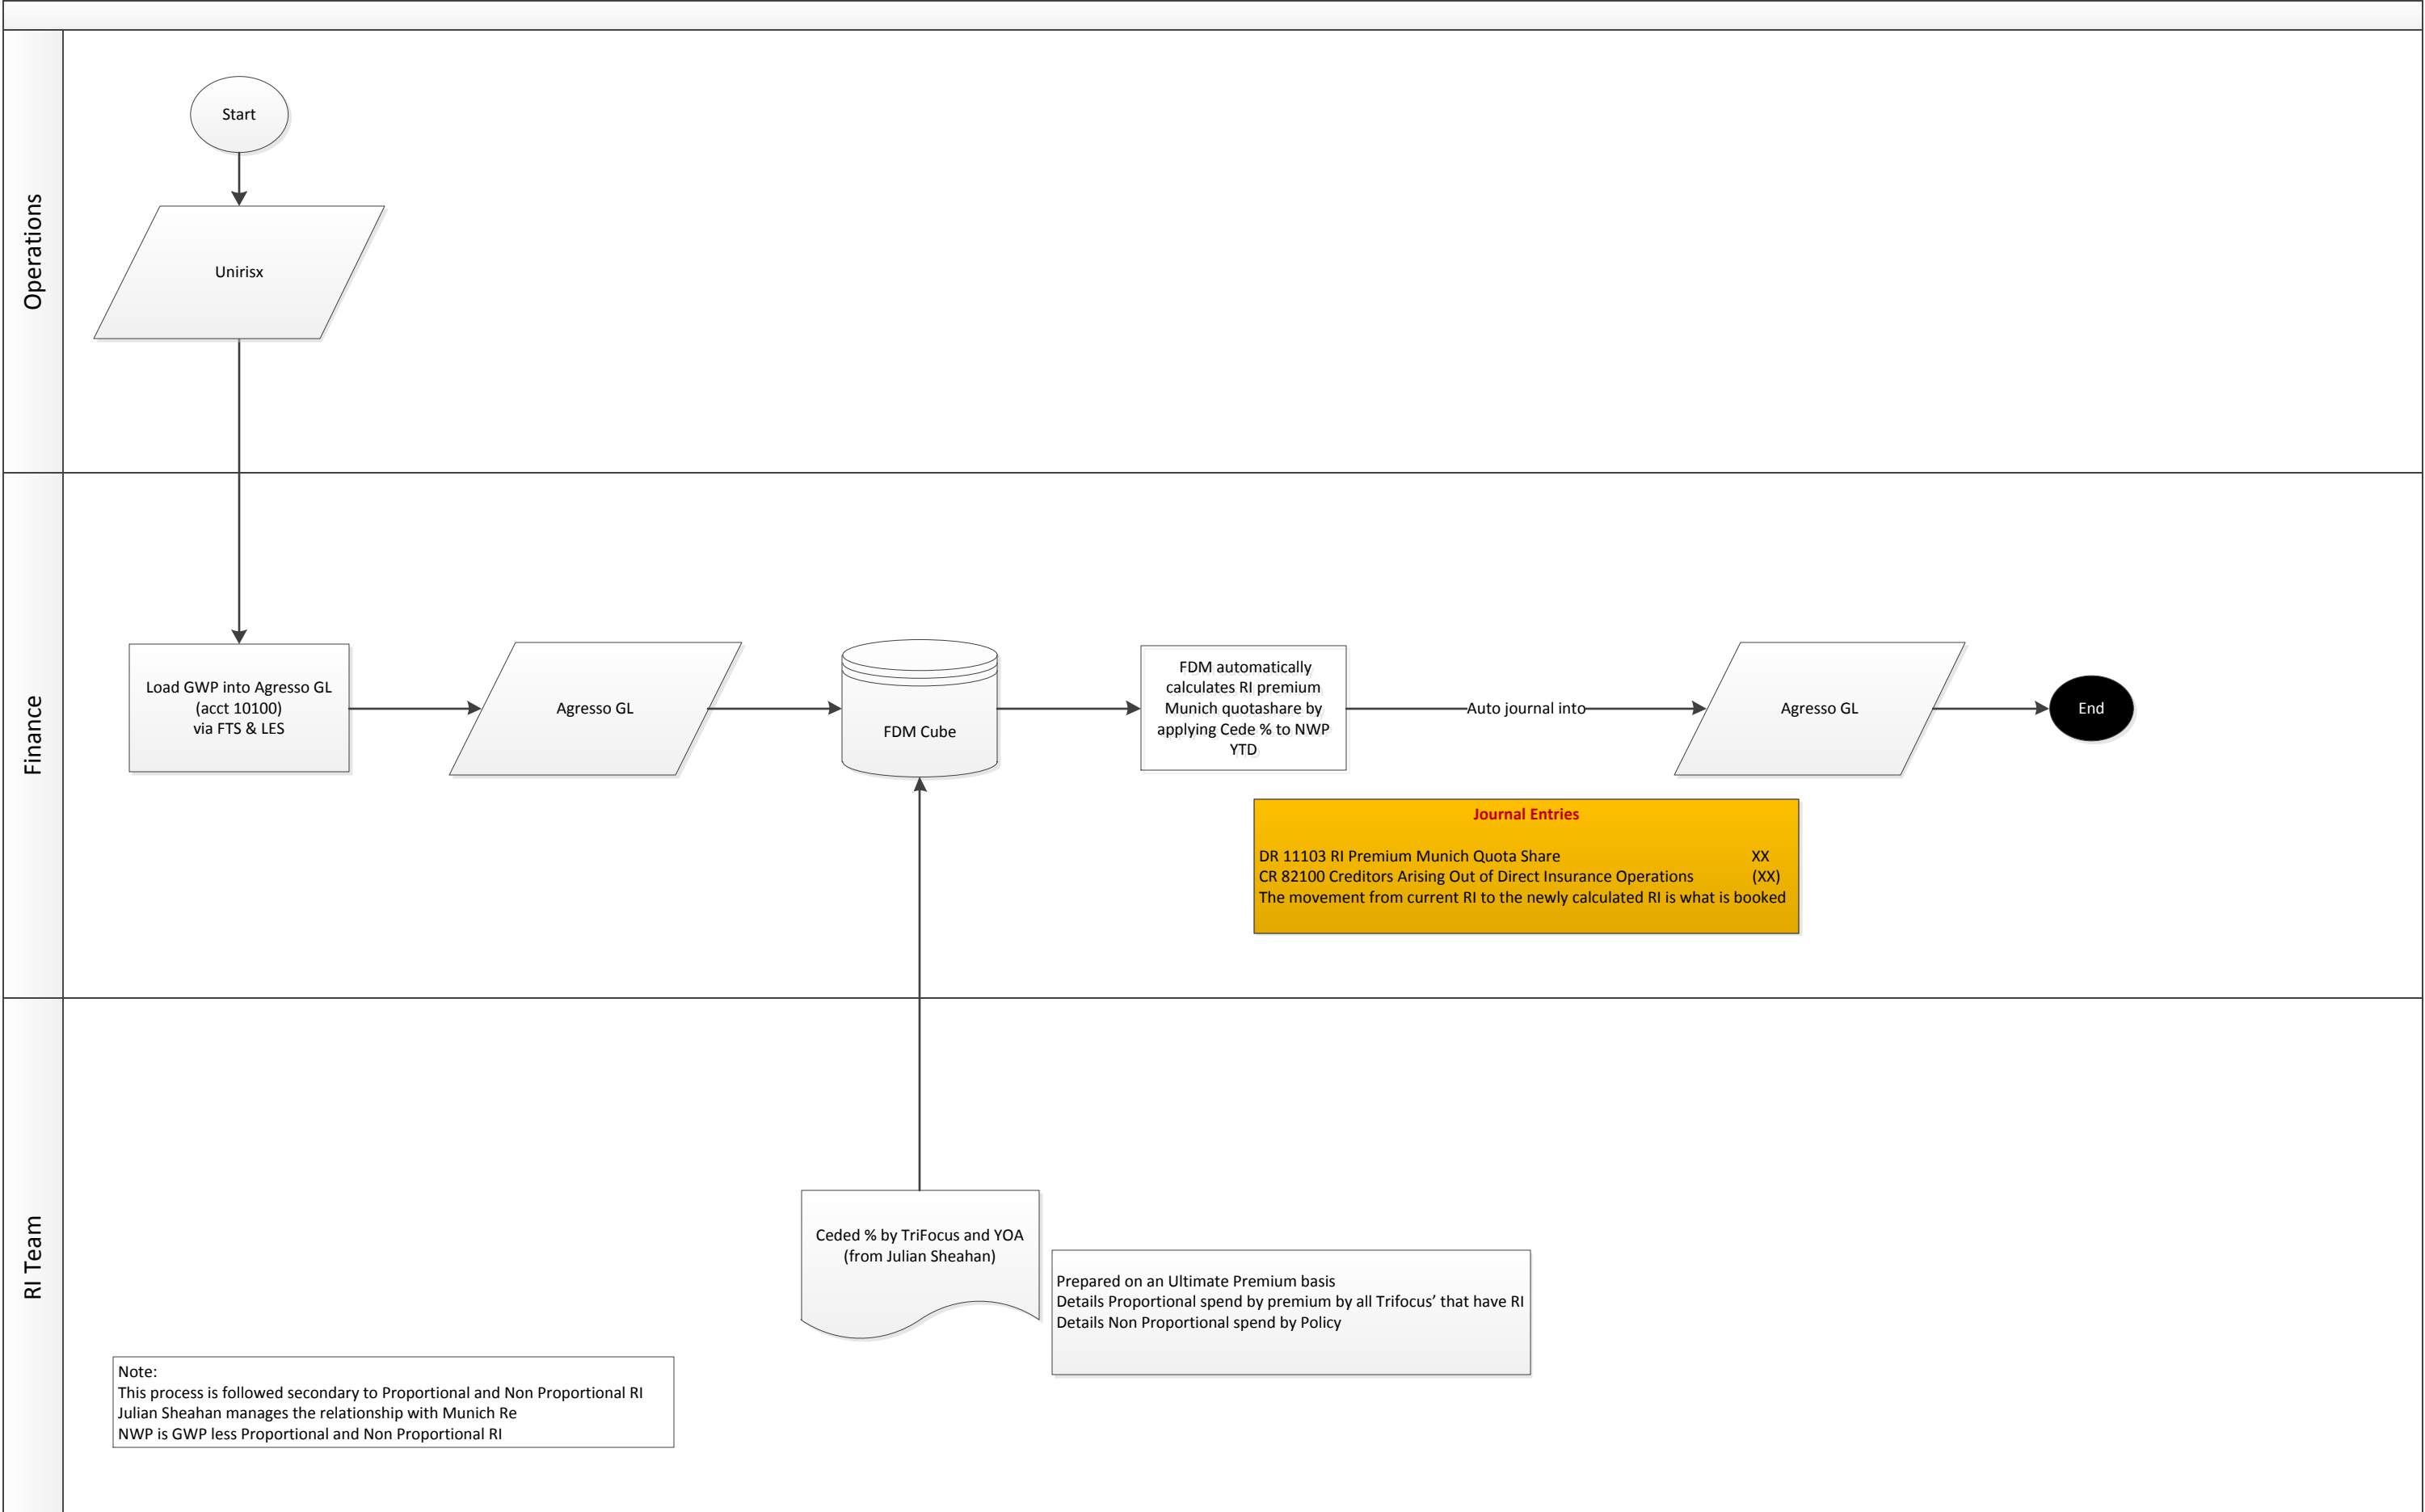 Operations
Start
Unirisx
Finance
Load GWP into Agresso GL
(acct 10100)
via FTS & LES
Agresso GL
FDM Cube
FDM automatically
calculates RI premium
Munich quotashare by
applying Cede % to NWP
YTD
Auto journal into
Agresso GL
End
Journal Entries
DR 11103 RI Premium Munich Quota Share XX
CR 82100 Creditors Arising Out of Direct Insurance Operations (XX)
The movement from current RI to the newly calculated RI is what is booked
RI Team
Ceded % by TriFocus and YOA
(from Julian Sheahan)
Prepared on an Ultimate Premium basis
Details Proportional spend by premium by all Trifocus’ that have RI
Details Non Proportional spend by Policy
Note:
This process is followed secondary to Proportional and Non Proportional RI
Julian Sheahan manages the relationship with Munich Re
NWP is GWP less Proportional and Non Proportional RI